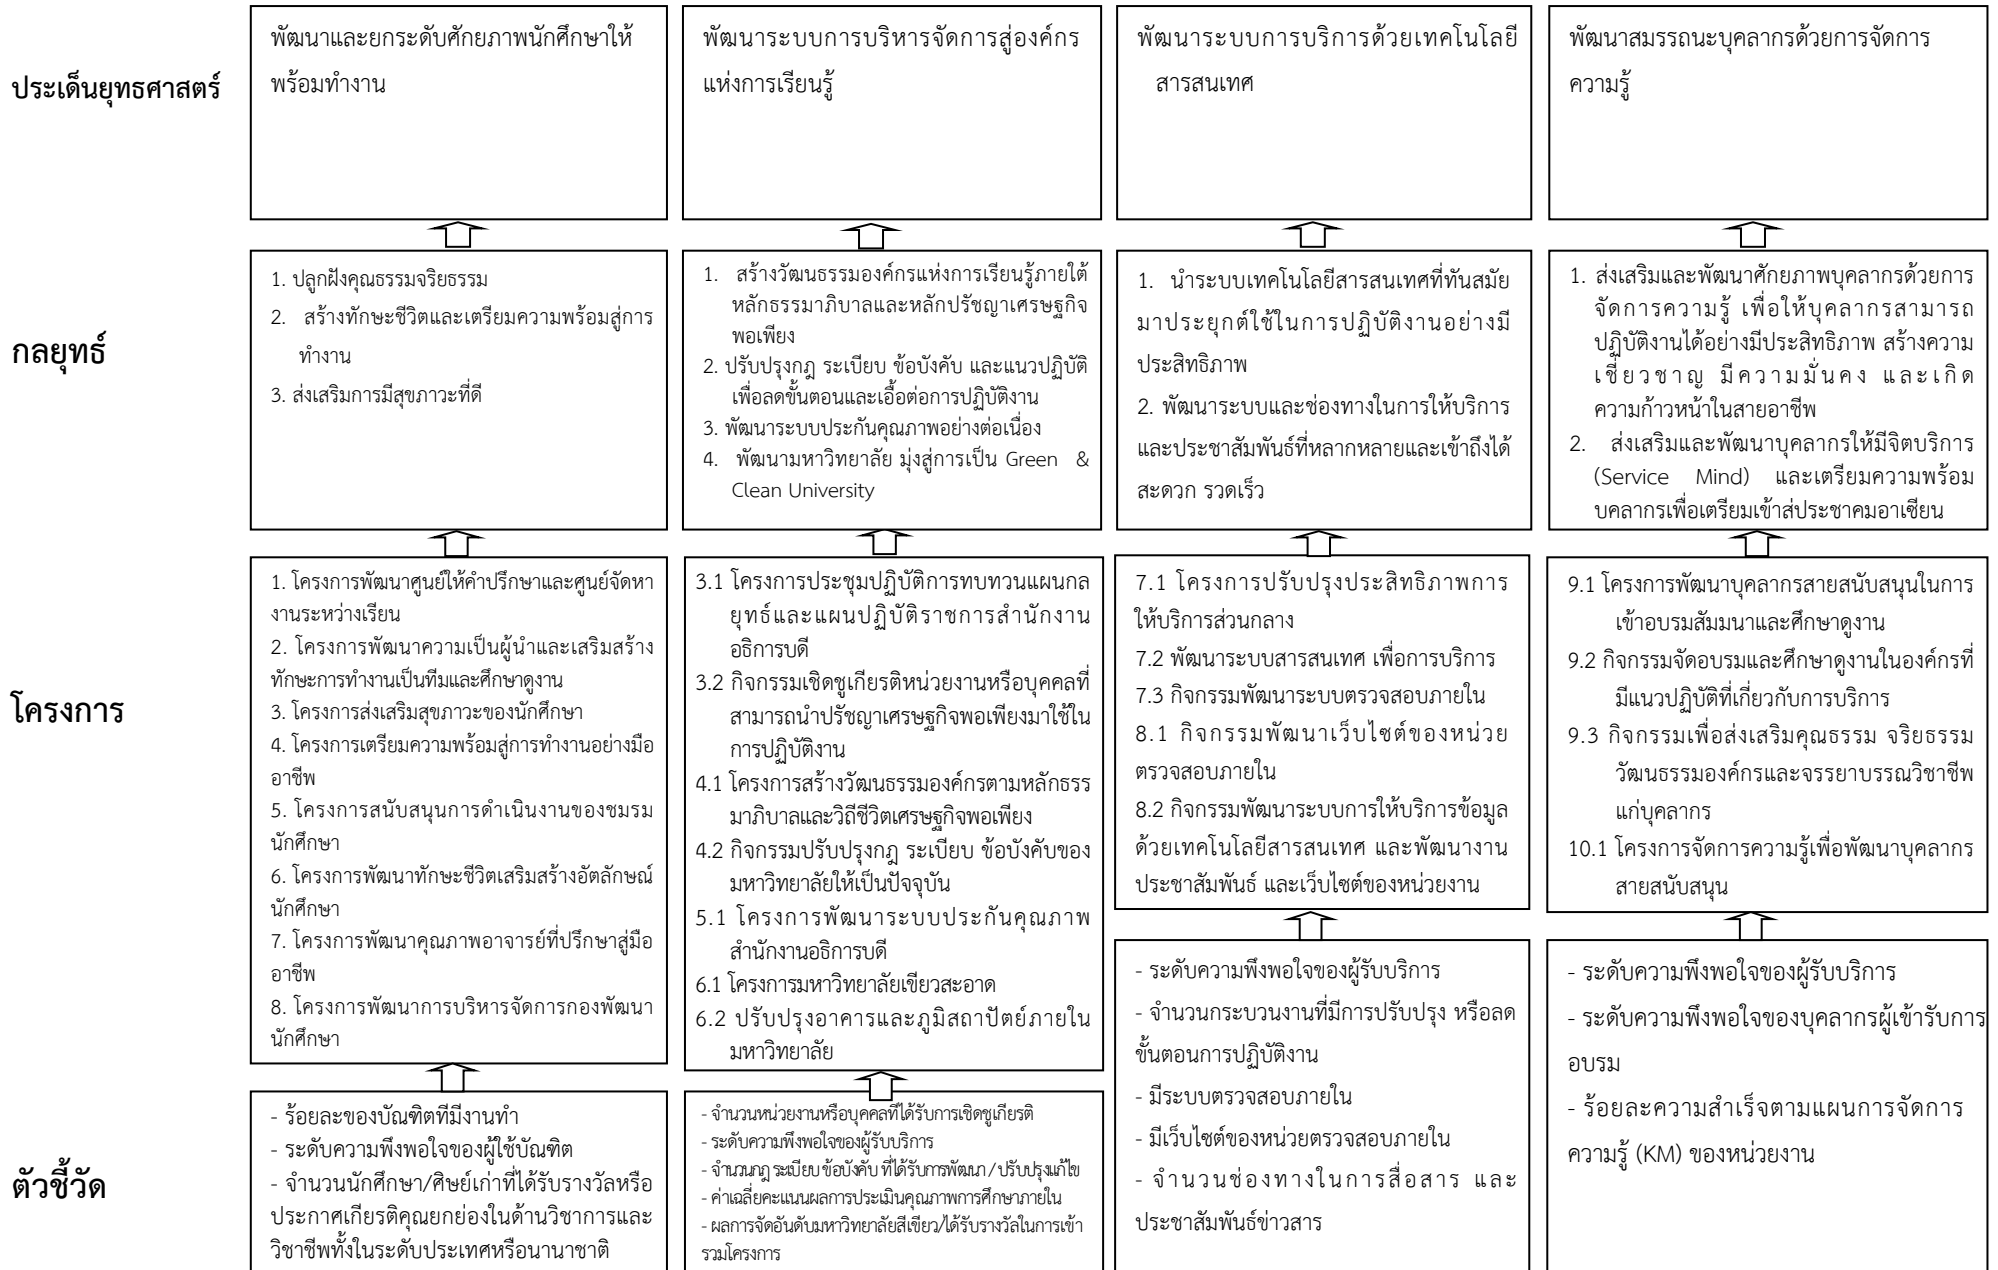 ประเด็นยุทธศาสตร์
พัฒนาและยกระดับศักยภาพนักศึกษาให้
พร้อมทำงาน
พัฒนาระบบการบริหารจัดการสู่องค์กร
แห่งการเรียนรู้
พัฒนาระบบการบริการด้วยเทคโนโลยี
สารสนเทศ
พัฒนาสมรรถนะบุคลากรด้วยการจัดการ
ความรู้
กลยุทธ์
1. ปลูกฝังคุณธรรมจริยธรรม
2. สร้างทักษะชีวิตและเตรียมความพร้อมสู่การ
ทำงาน
3. ส่งเสริมการมีสุขภาวะที่ดี
1. สร้างวัฒนธรรมองค์กรแห่งการเรียนรู้ภายใต้
หลักธรรมาภิบาลและหลักปรัชญาเศรษฐกิจ
พอเพียง
2. ปรับปรุงกฎ ระเบียบ ข้อบังคับ และแนวปฏิบัติ
เพื่อลดขั้นตอนและเอื้อต่อการปฏิบัติงาน
3. พัฒนาระบบประกันคุณภาพอย่างต่อเนื่อง
4. พัฒนามหาวิทยาลัย มุ่งสู่การเป็น Green &
Clean University
1. นำระบบเทคโนโลยีสารสนเทศที่ทันสมัย
มาประยุกต์ใช้ในการปฏิบัติงานอย่างมี
ประสิทธิภาพ
2. พัฒนาระบบและช่องทางในการให้บริการ
และประชาสัมพันธ์ที่หลากหลายและเข้าถึงได้
สะดวก รวดเร็ว
1. ส่งเสริมและพัฒนาศักยภาพบุคลากรด้วยการ
จัดการความรู้ เพื่อให้บุคลากรสามารถ
ปฏิบัติงานได้อย่างมีประสิทธิภาพ สร้างความ
เชี่ยวชาญ มีความมั่นคง และเกิด
ความก้าวหน้าในสายอาชีพ
2. ส่งเสริมและพัฒนาบุคลากรให้มีจิตบริการ
(Service Mind) และเตรียมความพร้อม
บุคลากรเพื่อเตรียมเข้าสู่ประชาคมอาเซียน
โครงการ
1. โครงการพัฒนาศูนย์ให้คำปรึกษาและศูนย์จัดหา
งานระหว่างเรียน
2. โครงการพัฒนาความเป็นผู้นำและเสริมสร้าง
ทักษะการทำงานเป็นทีมและศึกษาดูงาน
3. โครงการส่งเสริมสุขภาวะของนักศึกษา
4. โครงการเตรียมความพร้อมสู่การทำงานอย่างมือ
อาชีพ
5. โครงการสนับสนุนการดำเนินงานของชมรม
นักศึกษา
6. โครงการพัฒนาทักษะชีวิตเสริมสร้างอัตลักษณ์
นักศึกษา
7. โครงการพัฒนาคุณภาพอาจารย์ที่ปรึกษาสู่มือ
อาชีพ
8. โครงการพัฒนาการบริหารจัดการกองพัฒนา
นักศึกษา
3.1 โครงการประชุมปฏิบัติการทบทวนแผนกล
ยุทธ์และแผนปฏิบัติราชการสำนักงาน
อธิการบดี
3.2 กิจกรรมเชิดชูเกียรติหน่วยงานหรือบุคคลที่
สามารถนำปรัชญาเศรษฐกิจพอเพียงมาใช้ใน
การปฏิบัติงาน
4.1 โครงการสร้างวัฒนธรรมองค์กรตามหลักธรร
มาภิบาลและวิถีชีวิตเศรษฐกิจพอเพียง
4.2 กิจกรรมปรับปรุงกฎ ระเบียบ ข้อบังคับของ
มหาวิทยาลัยให้เป็นปัจจุบัน
5.1 โครงการพัฒนาระบบประกันคุณภาพ
สำนักงานอธิการบดี
6.1 โครงการมหาวิทยาลัยเขียวสะอาด
6.2 ปรับปรุงอาคารและภูมิสถาปัตย์ภายใน
มหาวิทยาลัย
7.1 โครงการปรับปรุงประสิทธิภาพการ
ให้บริการส่วนกลาง
7.2 พัฒนาระบบสารสนเทศ เพื่อการบริการ
7.3 กิจกรรมพัฒนาระบบตรวจสอบภายใน
8.1 กิจกรรมพัฒนาเว็บไซต์ของหน่วย
ตรวจสอบภายใน
8.2 กิจกรรมพัฒนาระบบการให้บริการข้อมูล
ด้วยเทคโนโลยีสารสนเทศ และพัฒนางาน
ประชาสัมพันธ์ และเว็บไซต์ของหน่วยงาน
9.1 โครงการพัฒนาบุคลากรสายสนับสนุนในการ
เข้าอบรมสัมมนาและศึกษาดูงาน
9.2 กิจกรรมจัดอบรมและศึกษาดูงานในองค์กรที่
มีแนวปฏิบัติที่เกี่ยวกับการบริการ
9.3 กิจกรรมเพื่อส่งเสริมคุณธรรม จริยธรรม
วัฒนธรรมองค์กรและจรรยาบรรณวิชาชีพ
แก่บุคลากร
10.1 โครงการจัดการความรู้เพื่อพัฒนาบุคลากร
สายสนับสนุน
ตัวชี้วัด
- ร้อยละของบัณฑิตที่มีงานทำ
- ระดับความพึงพอใจของผู้ใช้บัณฑิต
- จำนวนนักศึกษา/ศิษย์เก่าที่ได้รับรางวัลหรือ
ประกาศเกียรติคุณยกย่องในด้านวิชาการและ
วิชาชีพทั้งในระดับประเทศหรือนานาชาติ
- จำนวนหน่วยงานหรือบุคคลที่ได้รับการเชิดชูเกียรติ
- ระดับความพึงพอใจของผู้รับบริการ
- จำนวนกฎ ระเบียบ ข้อบังคับ ที่ได้รับการพัฒนา / ปรับปรุงแก้ไข
- ค่าเฉลี่ยคะแนนผลการประเมินคุณภาพการศึกษาภายใน
- ผลการจัดอันดับมหาวิทยาลัยสีเขียว/ได้รับรางวัลในการเข้า
รวมโครงการ
- ระดับความพึงพอใจของผู้รับบริการ
- จำนวนกระบวนงานที่มีการปรับปรุง หรือลด
ขั้นตอนการปฏิบัติงาน
- มีระบบตรวจสอบภายใน
- มีเว็บไซต์ของหน่วยตรวจสอบภายใน
- จำนวนช่องทางในการสื่อสาร และ
ประชาสัมพันธ์ข่าวสาร
- ระดับความพึงพอใจของผู้รับบริการ
- ระดับความพึงพอใจของบุคลากรผู้เข้ารับการ
อบรม
- ร้อยละความสำเร็จตามแผนการจัดการ
ความรู้ (KM) ของหน่วยงาน